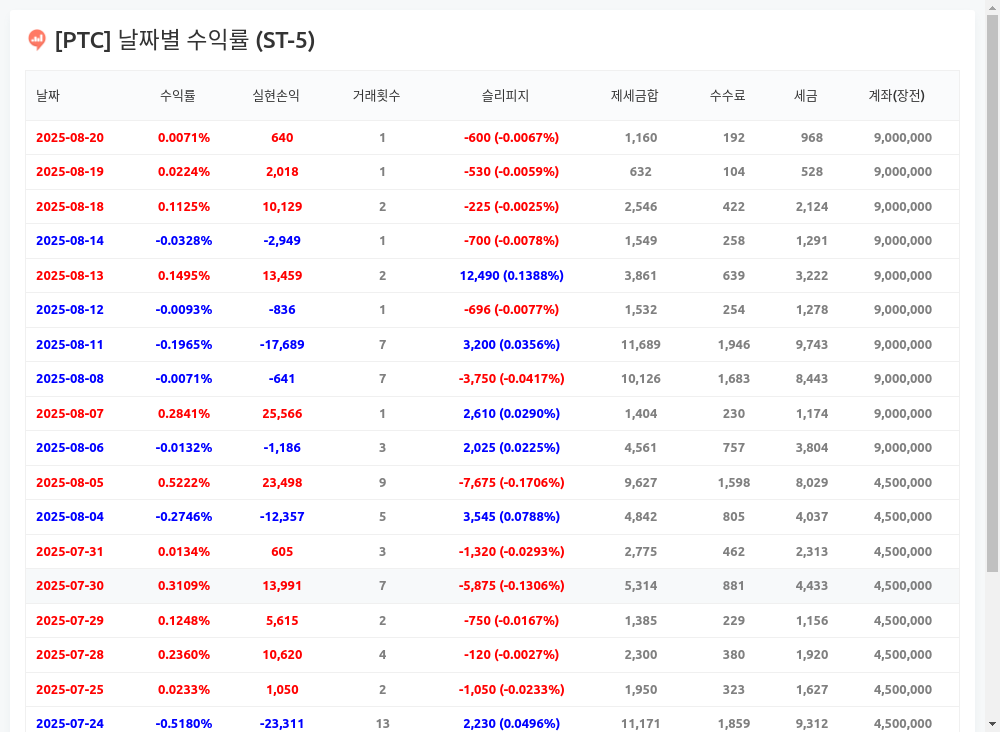 [PTC] 날짜별 수익률 (ST-5)
날짜 수익률 실현손익 거래횟수 슬리피지 제세금합 수수료 세금 계좌(장전)
2025-08-20 0.0071% 640 1 -600 (-0.0067%) 1,160 192 968 9,000,000
2025-08-19 0.0224% 2,018 1 -530 (-0.0059%) 632 104 528 9,000,000
2025-08-18 0.1125% 10,129 2 -225 (-0.0025%) 2,546 422 2,124 9,000,000
2025-08-14 -0.0328% -2,949 1 -700 (-0.0078%) 1,549 258 1,291 9,000,000
2025-08-13 0.1495% 13,459 2 12,490 (0.1388%) 3,861 639 3,222 9,000,000
2025-08-12 -0.0093% -836 1 -696 (-0.0077%) 1,532 254 1,278 9,000,000
2025-08-11 -0.1965% -17,689 7 3,200 (0.0356%) 11,689 1,946 9,743 9,000,000
2025-08-08 -0.0071% -641 7 -3,750 (-0.0417%) 10,126 1,683 8,443 9,000,000
2025-08-07 0.2841% 25,566 1 2,610 (0.0290%) 1,404 230 1,174 9,000,000
2025-08-06 -0.0132% -1,186 3 2,025 (0.0225%) 4,561 757 3,804 9,000,000
2025-08-05 0.5222% 23,498 9 -7,675 (-0.1706%) 9,627 1,598 8,029 4,500,000
2025-08-04 -0.2746% -12,357 5 3,545 (0.0788%) 4,842 805 4,037 4,500,000
2025-07-31 0.0134% 605 3 -1,320 (-0.0293%) 2,775 462 2,313 4,500,000
2025-07-30 0.3109% 13,991 7 -5,875 (-0.1306%) 5,314 881 4,433 4,500,000
2025-07-29 0.1248% 5,615 2 -750 (-0.0167%) 1,385 229 1,156 4,500,000
2025-07-28 0.2360% 10,620 4 -120 (-0.0027%) 2,300 380 1,920 4,500,000
2025-07-25 0.0233% 1,050 2 -1,050 (-0.0233%) 1,950 323 1,627 4,500,000
2025-07-24 -0.5180% -23,311 13 2,230 (0.0496%) 11,171 1,859 9,312 4,500,000